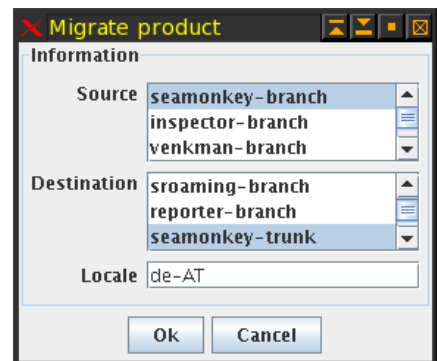 Migrate product
Information
Source
seamonkey-branch
inspector-branch
venkman-branch
Destination
sroaming-branch
reporter-branch
seamonkey-trunk
Locale
de-AT
Ok
Cancel